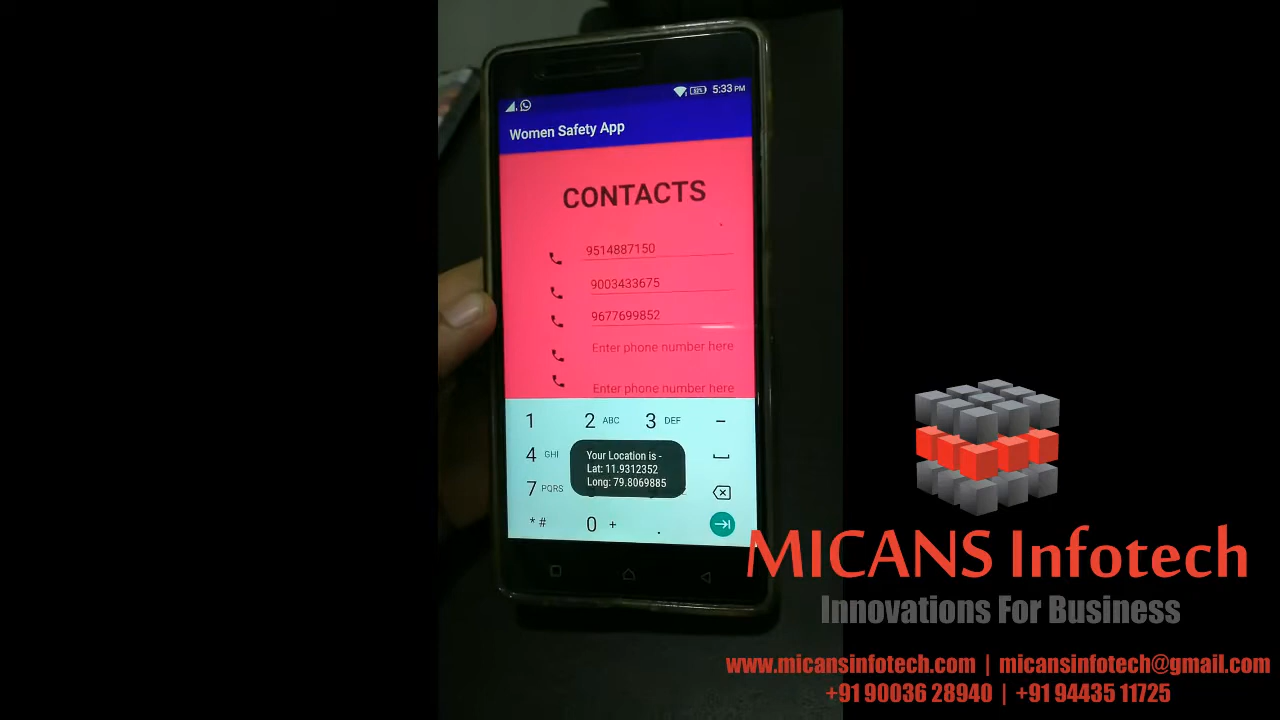 5:33 PM
Women Safety App
CONTACTS
9514887150
9003433675
9677699852
Enter phone number here
Enter phone number here
1 2 ABC 3 DEF –
4 GHI
7 PQRS
* # 0 + .
Your Location is -
Lat: 11.9312352
Long: 79.8069885
MICANS Infotech
Innovations For Business
www.micansinfotech.com | micansinfotech@gmail.com
+91 90036 28940 | +91 94435 11725